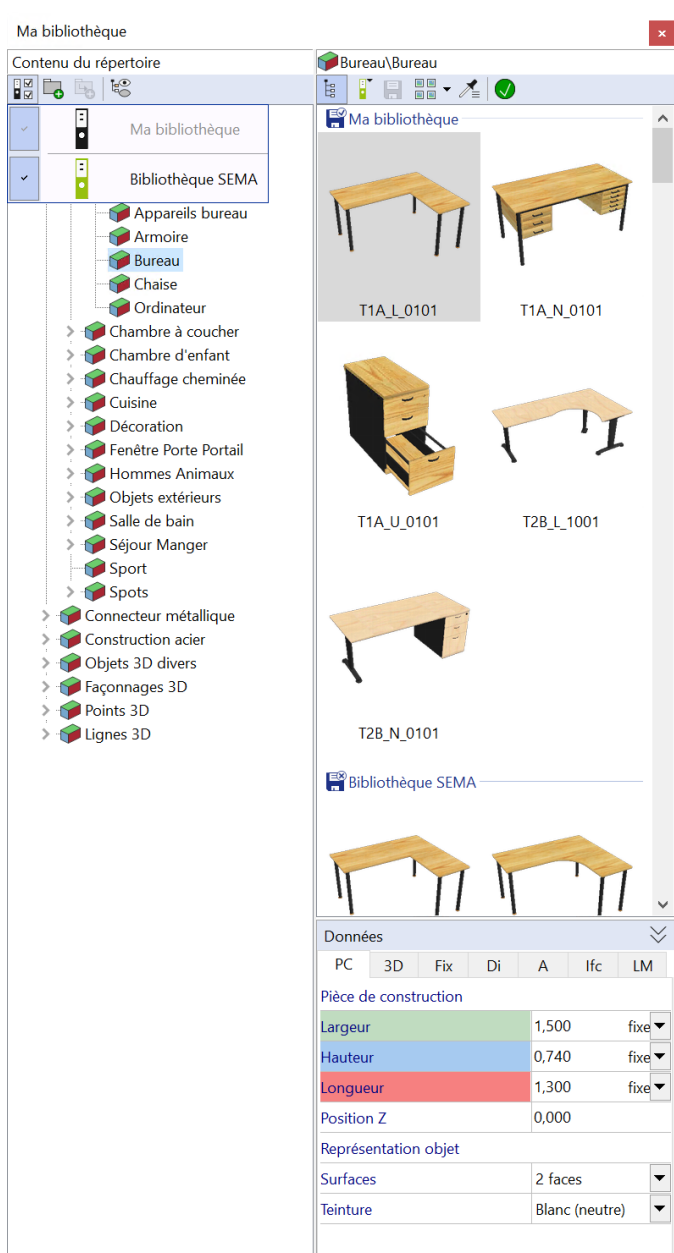 Ma bibliothèque
Contenu du répertoire
Ma bibliothèque
Bibliothèque SEMA
Appareils bureau
Armoire
Bureau
Chaise
Ordinateur
Chambre à coucher
Chambre d'enfant
Chauffage cheminée
Cuisine
Décoration
Fenêtre Porte Portail
Hommes Animaux
Objets extérieurs
Salle de bain
Séjour Manger
Sport
Spots
Connecteur métallique
Construction acier
Objets 3D divers
Façonnages 3D
Points 3D
Lignes 3D
Bureau\Bureau
Ma bibliothèque
T1A_L_0101 T1A_N_0101
T1A_U_0101 T2B_L_1001
T2B_N_0101
Bibliothèque SEMA
Données
PC 3D Fix Di A Ifc LM
Pièce de construction
Largeur 1,500 fixe
Hauteur 0,740 fixe
Longueur 1,300 fixe
Position Z 0,000
Représentation objet
Surfaces 2 faces
Teinture Blanc (neutre)